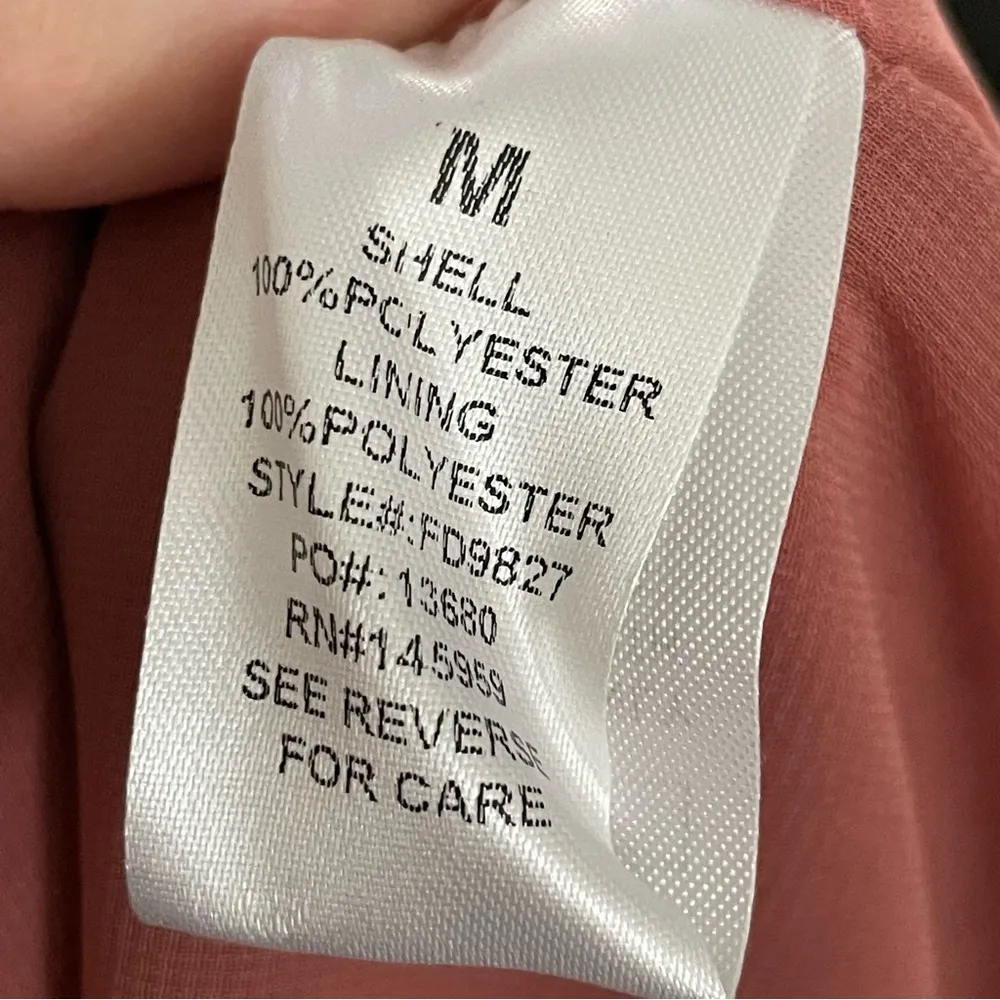 M
SHELL
100%POLYESTER
LINING
100%POLYESTER
STYLE#:FD9827
PO#:13680
RN#145959
SEE REVERSE
FOR CARE